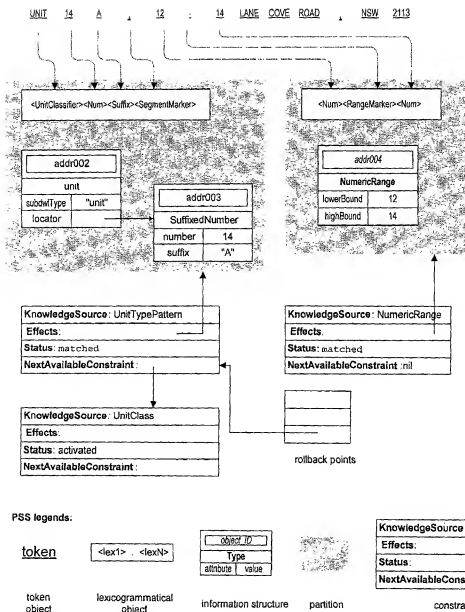 UNIT 14 A , 12 - 14 LANE COVE ROAD , NSW 2113
<UnitClassifier><Num><Suffix><SegmentMarker>
<Num><RangeMarker><Num>
addr002
unit
subdwlType "unit"
locator
addr003
SuffixedNumber
number 14
suffix "A"
addr004
NumericRange
lowerBound 12
highBound 14
KnowledgeSource: UnitTypePattern
Effects:
Status: matched
NextAvailableConstraint:
KnowledgeSource: NumericRange
Effects:
Status: matched
NextAvailableConstraint :nil
KnowledgeSource: UnitClass
Effects:
Status: activated
NextAvailableConstraint:
rollback points
PSS legends:
token
<lex1> . <lexN>
object_ID
Type
attribute value
KnowledgeSource
Effects:
Status:
NextAvailableCons
token
object
lexicogrammatical
object
information structure
partition
constra